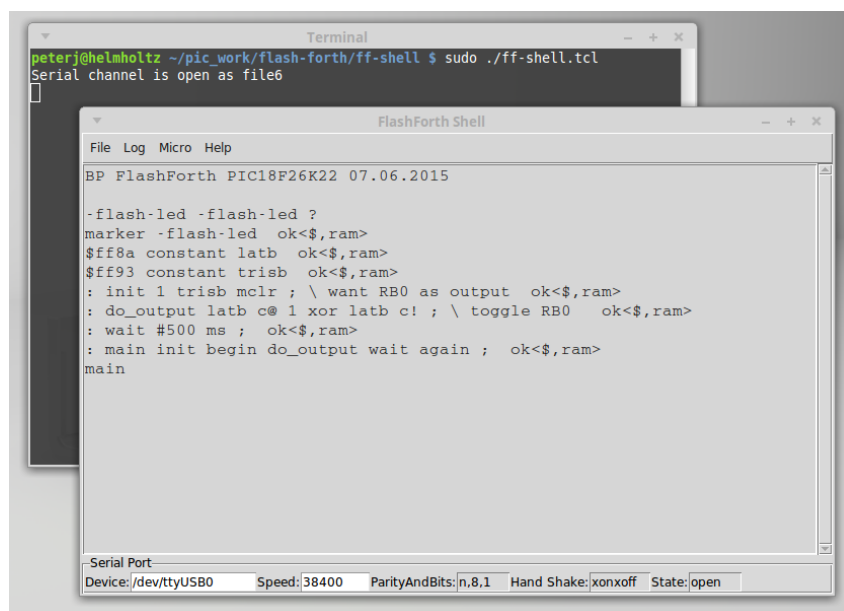 Terminal
peterj@helmholtz ~/pic_work/flash-forth/ff-shell $ sudo ./ff-shell.tcl
Serial channel is open as file6
FlashForth Shell
File Log Micro Help
BP FlashForth PIC18F26K22 07.06.2015
-flash-led -flash-led ?
marker -flash-led  ok<$,ram>
$ff8a constant latb  ok<$,ram>
$ff93 constant trisb  ok<$,ram>
: init 1 trisb mclr ; \ want RB0 as output  ok<$,ram>
: do_output latb c@ 1 xor latb c! ; \ toggle RB0   ok<$,ram>
: wait #500 ms ;  ok<$,ram>
: main init begin do_output wait again ;  ok<$,ram>
main
Serial Port
Device: /dev/ttyUSB0 Speed: 38400 ParityAndBits: n,8,1 Hand Shake: xonxoff State: open